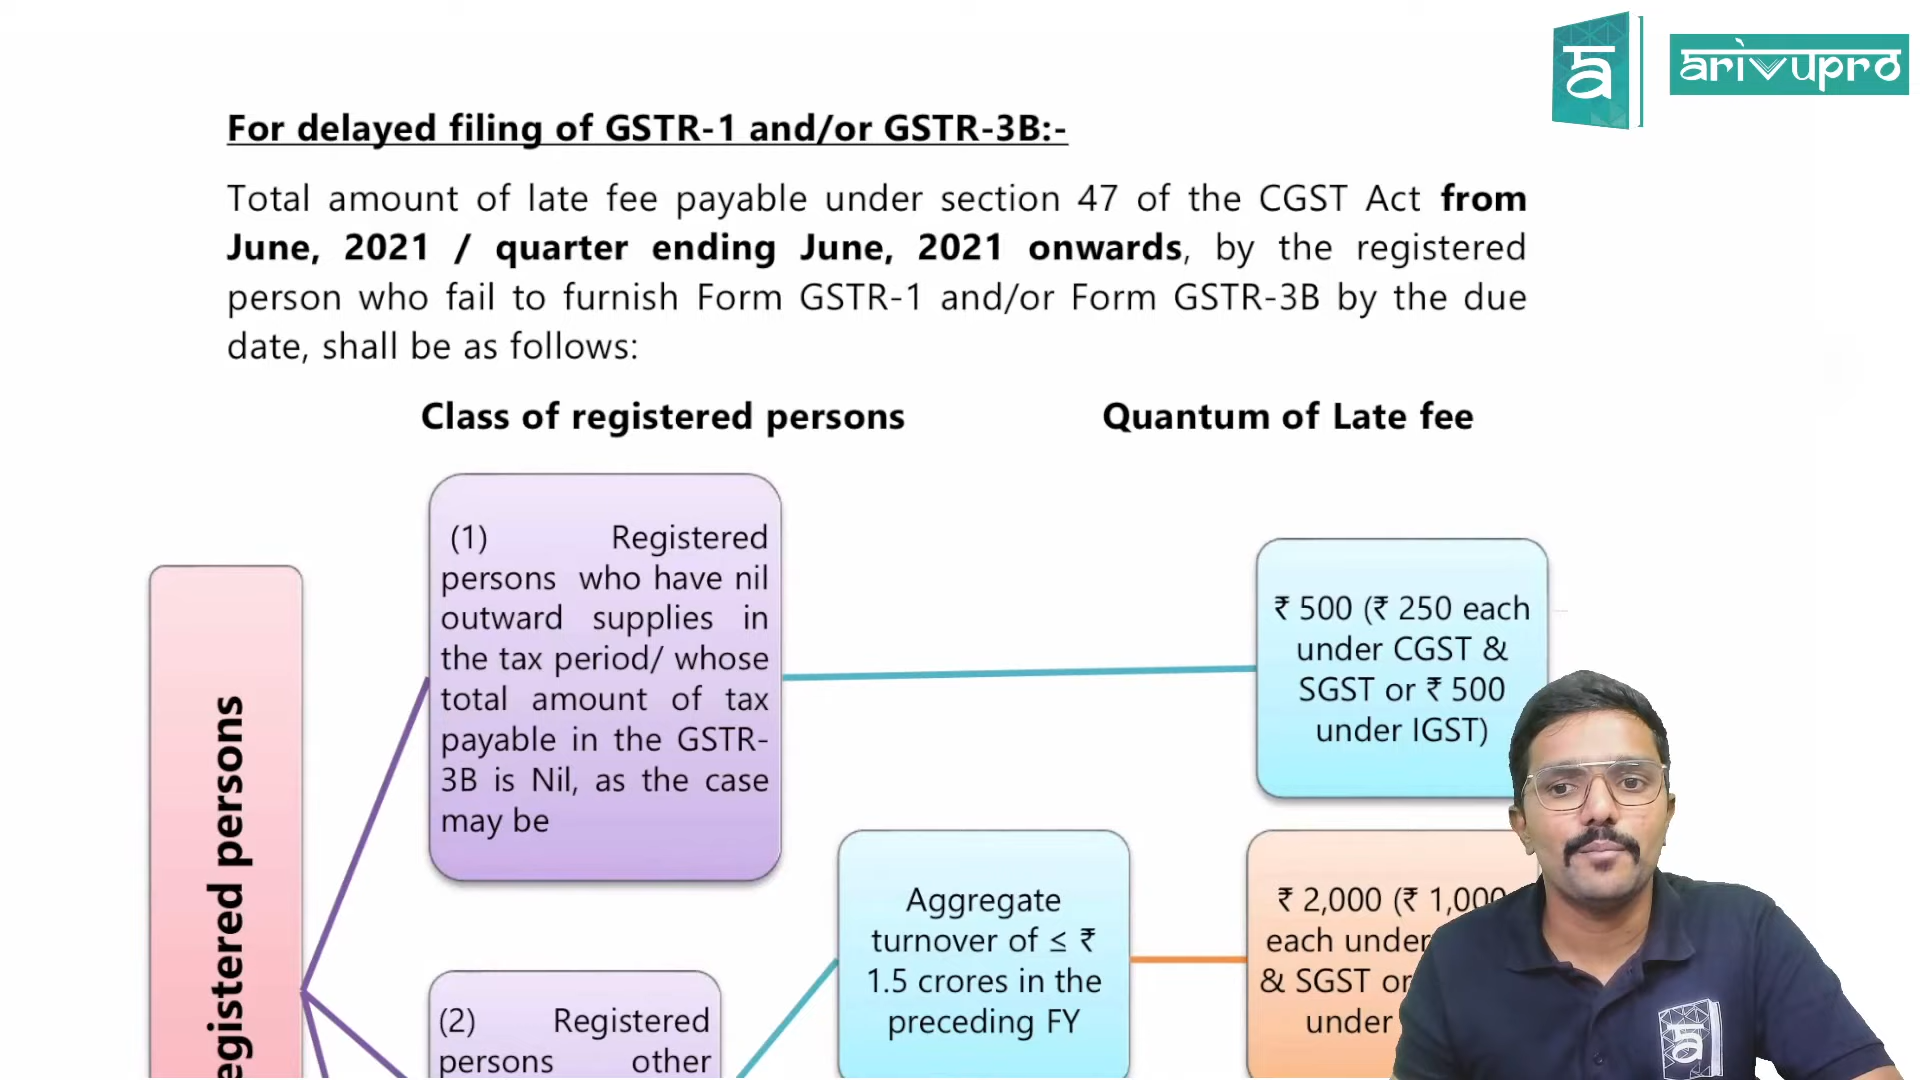 ā
arivupro
For delayed filing of GSTR-1 and/or GSTR-3B:-
Total amount of late fee payable under section 47 of the CGST Act from
June, 2021 / quarter ending June, 2021 onwards, by the registered
person who fail to furnish Form GSTR-1 and/or Form GSTR-3B by the due
date, shall be as follows:
Class of registered persons
Quantum of Late fee
(1) Registered
persons who have nil
outward supplies in
the tax period/ whose
total amount of tax
payable in the GSTR-
3B is Nil, as the case
may be
₹ 500 (₹ 250 each
under CGST &
SGST or ₹ 500
under IGST)
egistered persons
Aggregate
turnover of ≤ ₹
1.5 crores in the
preceding FY
₹ 2,000 (₹ 1,000
each under
& SGST or
under
(2) Registered
persons other
ā